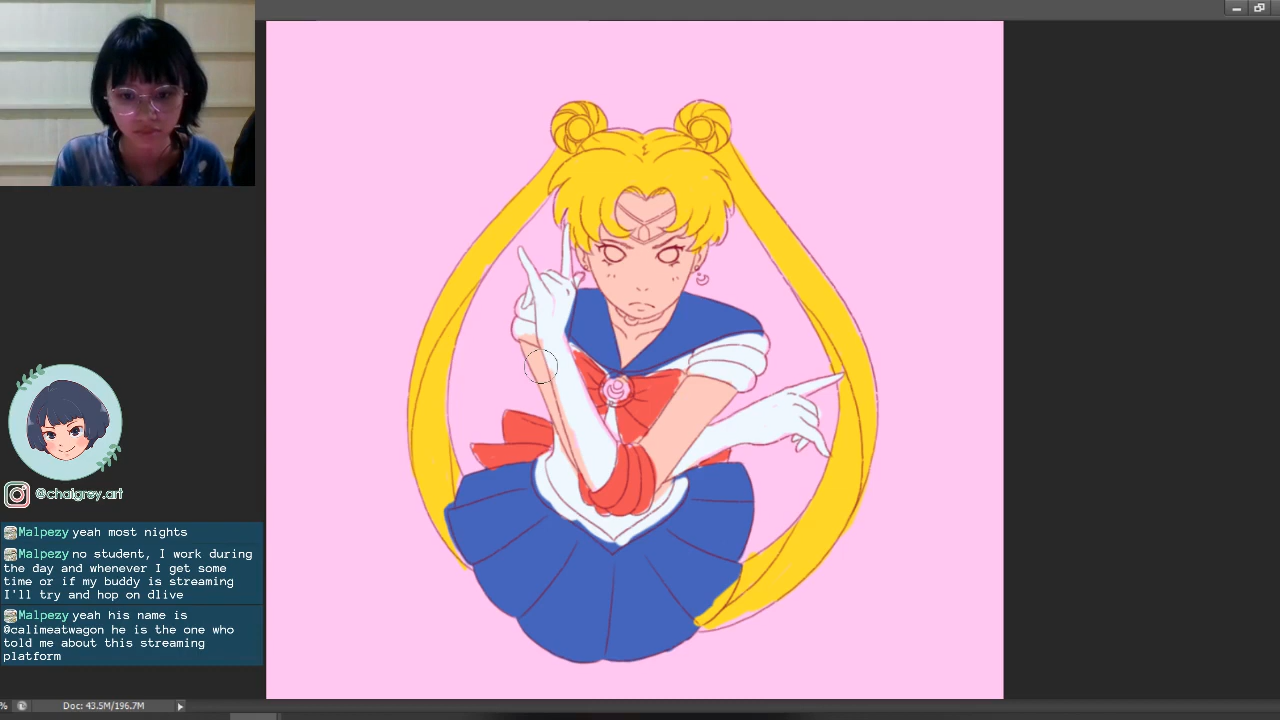 @chaigrey.art
Malpezy yeah most nights
Malpezy no student, I work during
the day and whenever I get some
time or if my buddy is streaming
I'll try and hop on dlive
Malpezy yeah his name is
@calimeatwagon he is the one who
told me about this streaming
platform
% Doc: 43.5M/196.7M